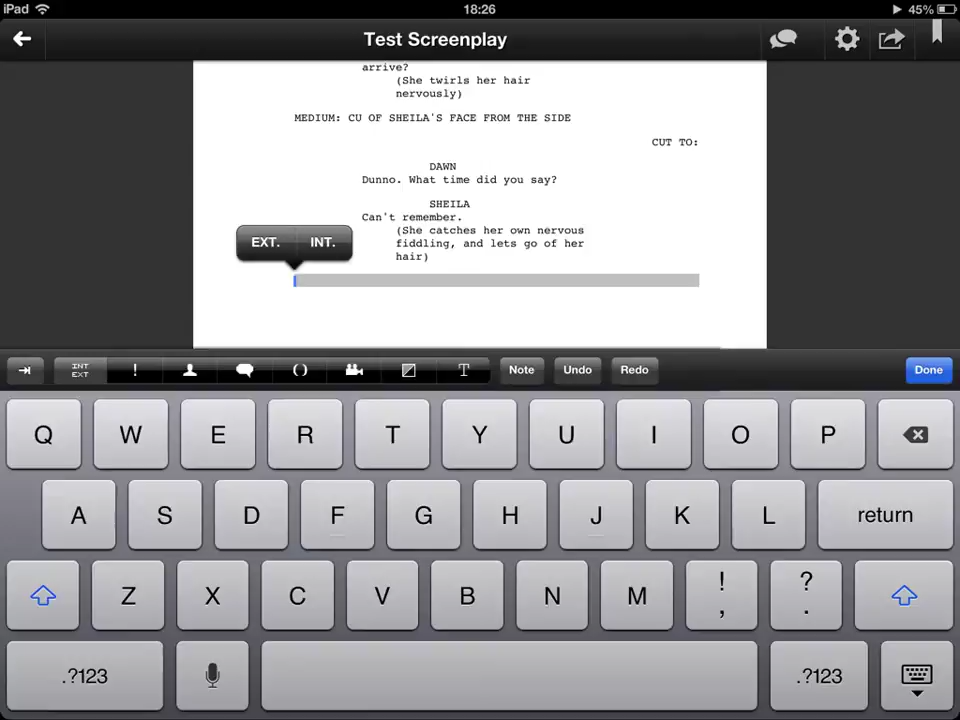 iPad 18:26 45%
Test Screenplay
arrive?
(She twirls her hair
nervously)
MEDIUM: CU OF SHEILA'S FACE FROM THE SIDE
CUT TO:
DAWN
Dunno. What time did you say?
SHEILA
Can't remember.
(She catches her own nervous
fiddling, and lets go of her
hair)
EXT. INT.
INT
EXT ! () T Note Undo Redo Done
Q W E R T Y U I O P
A S D F G H J K L return
Z X C V B N M ! , ? .
.?123 .?123